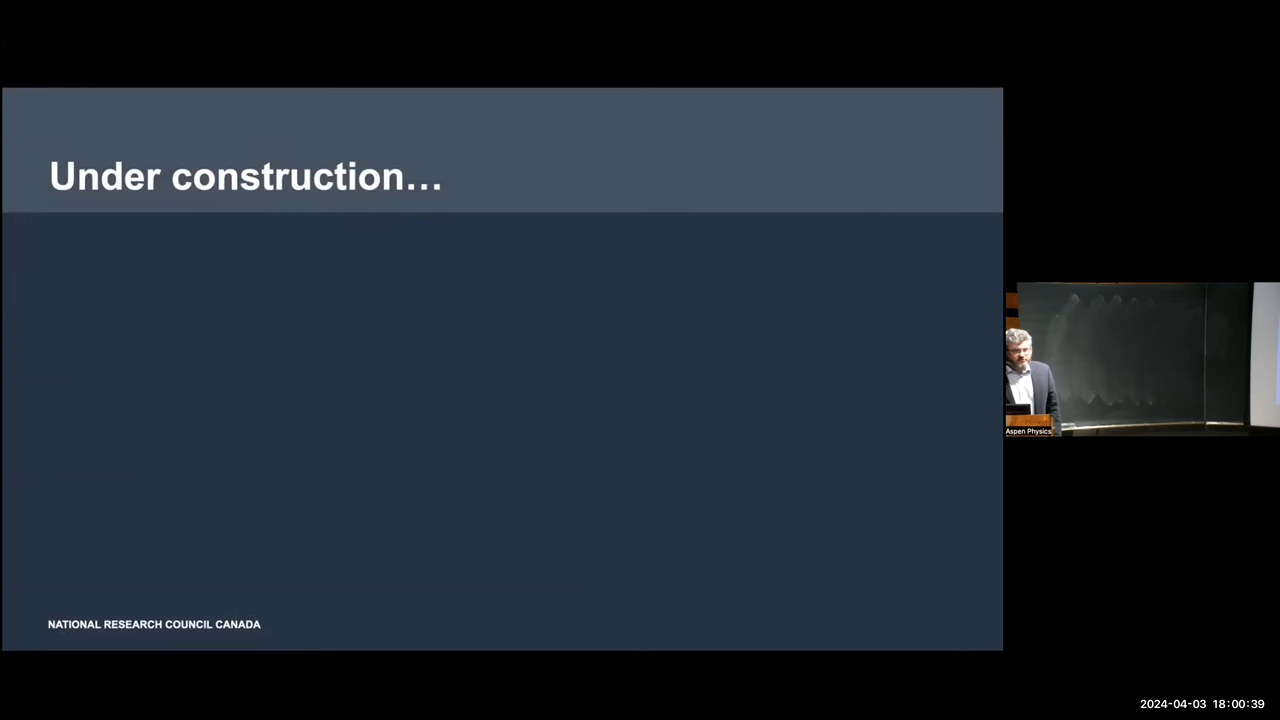 Under construction...
NATIONAL RESEARCH COUNCIL CANADA
Aspen Physics
2024-04-03 18:00:39